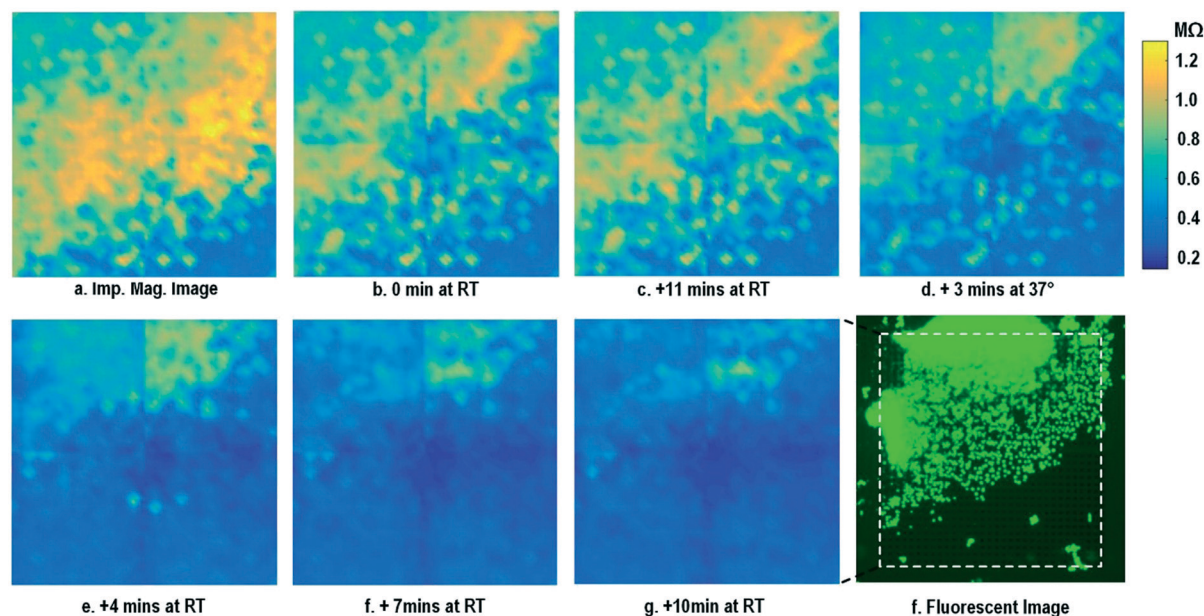 MΩ
1.2
1.0
0.8
0.6
0.4
0.2
a. Imp. Mag. Image
b. 0 min at RT
c. +11 mins at RT
d. + 3 mins at 37°
e. +4 mins at RT
f. + 7mins at RT
g. +10min at RT
f. Fluorescent Image